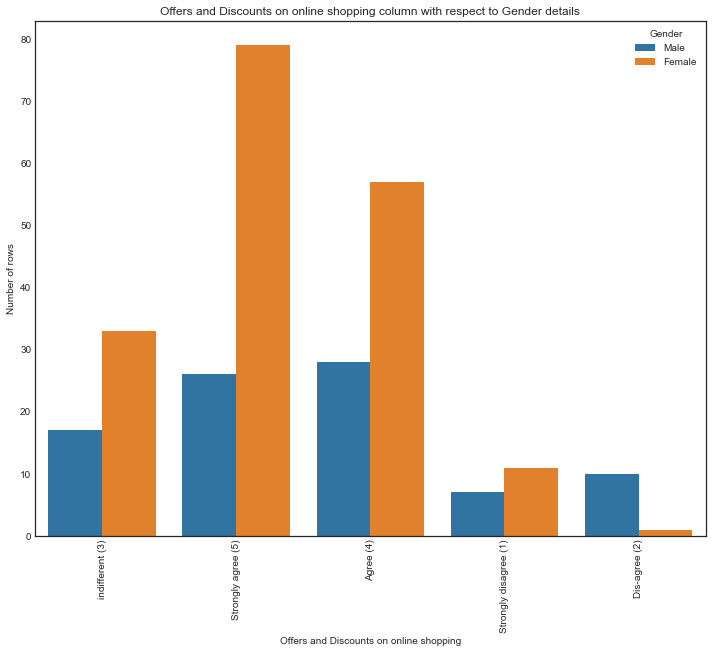 Offers and Discounts on online shopping column with respect to Gender details
Gender
Male
Female
Number of rows
80
70
60
50
40
30
20
10
0
indifferent (3)
Strongly agree (5)
Agree (4)
Strongly disagree (1)
Dis-agree (2)
Offers and Discounts on online shopping